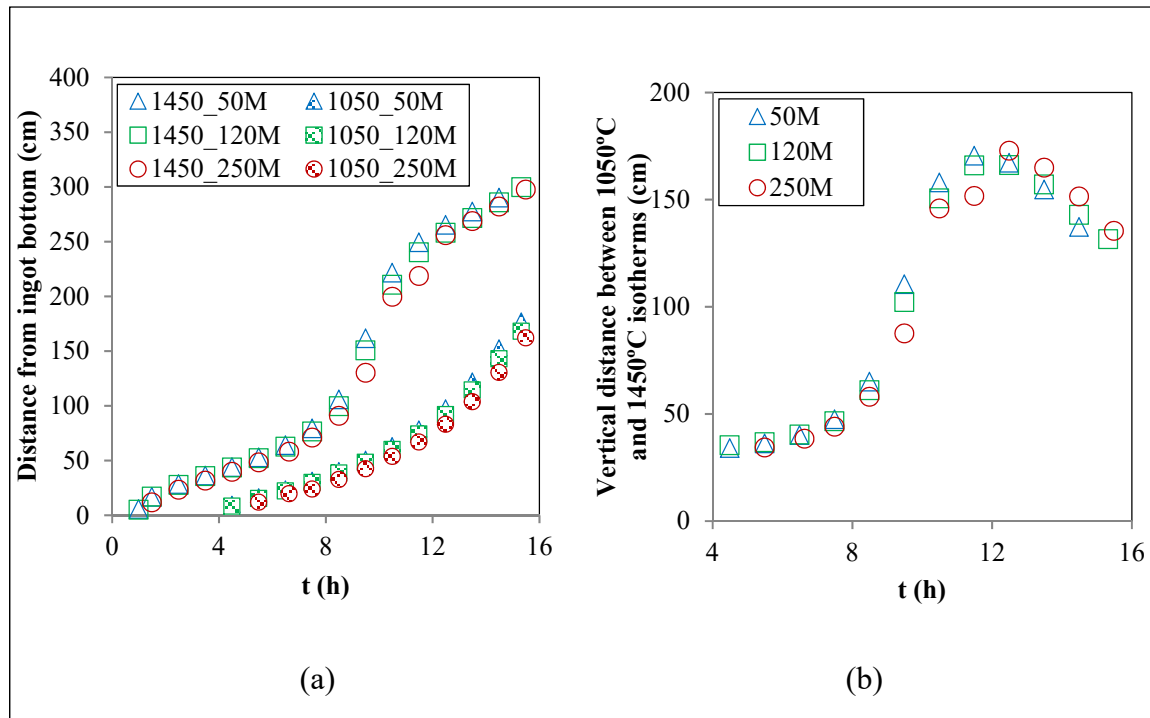 Distance from ingot bottom (cm)
400
350
300
250
200
150
100
50
0
1450_50M 1050_50M
1450_120M 1050_120M
1450_250M 1050_250M
0 4 8 12 16
t (h)
(a)
Vertical distance between 1050ºC
and 1450ºC isotherms (cm)
200
150
100
50
0
50M
120M
250M
4 8 12 16
t (h)
(b)